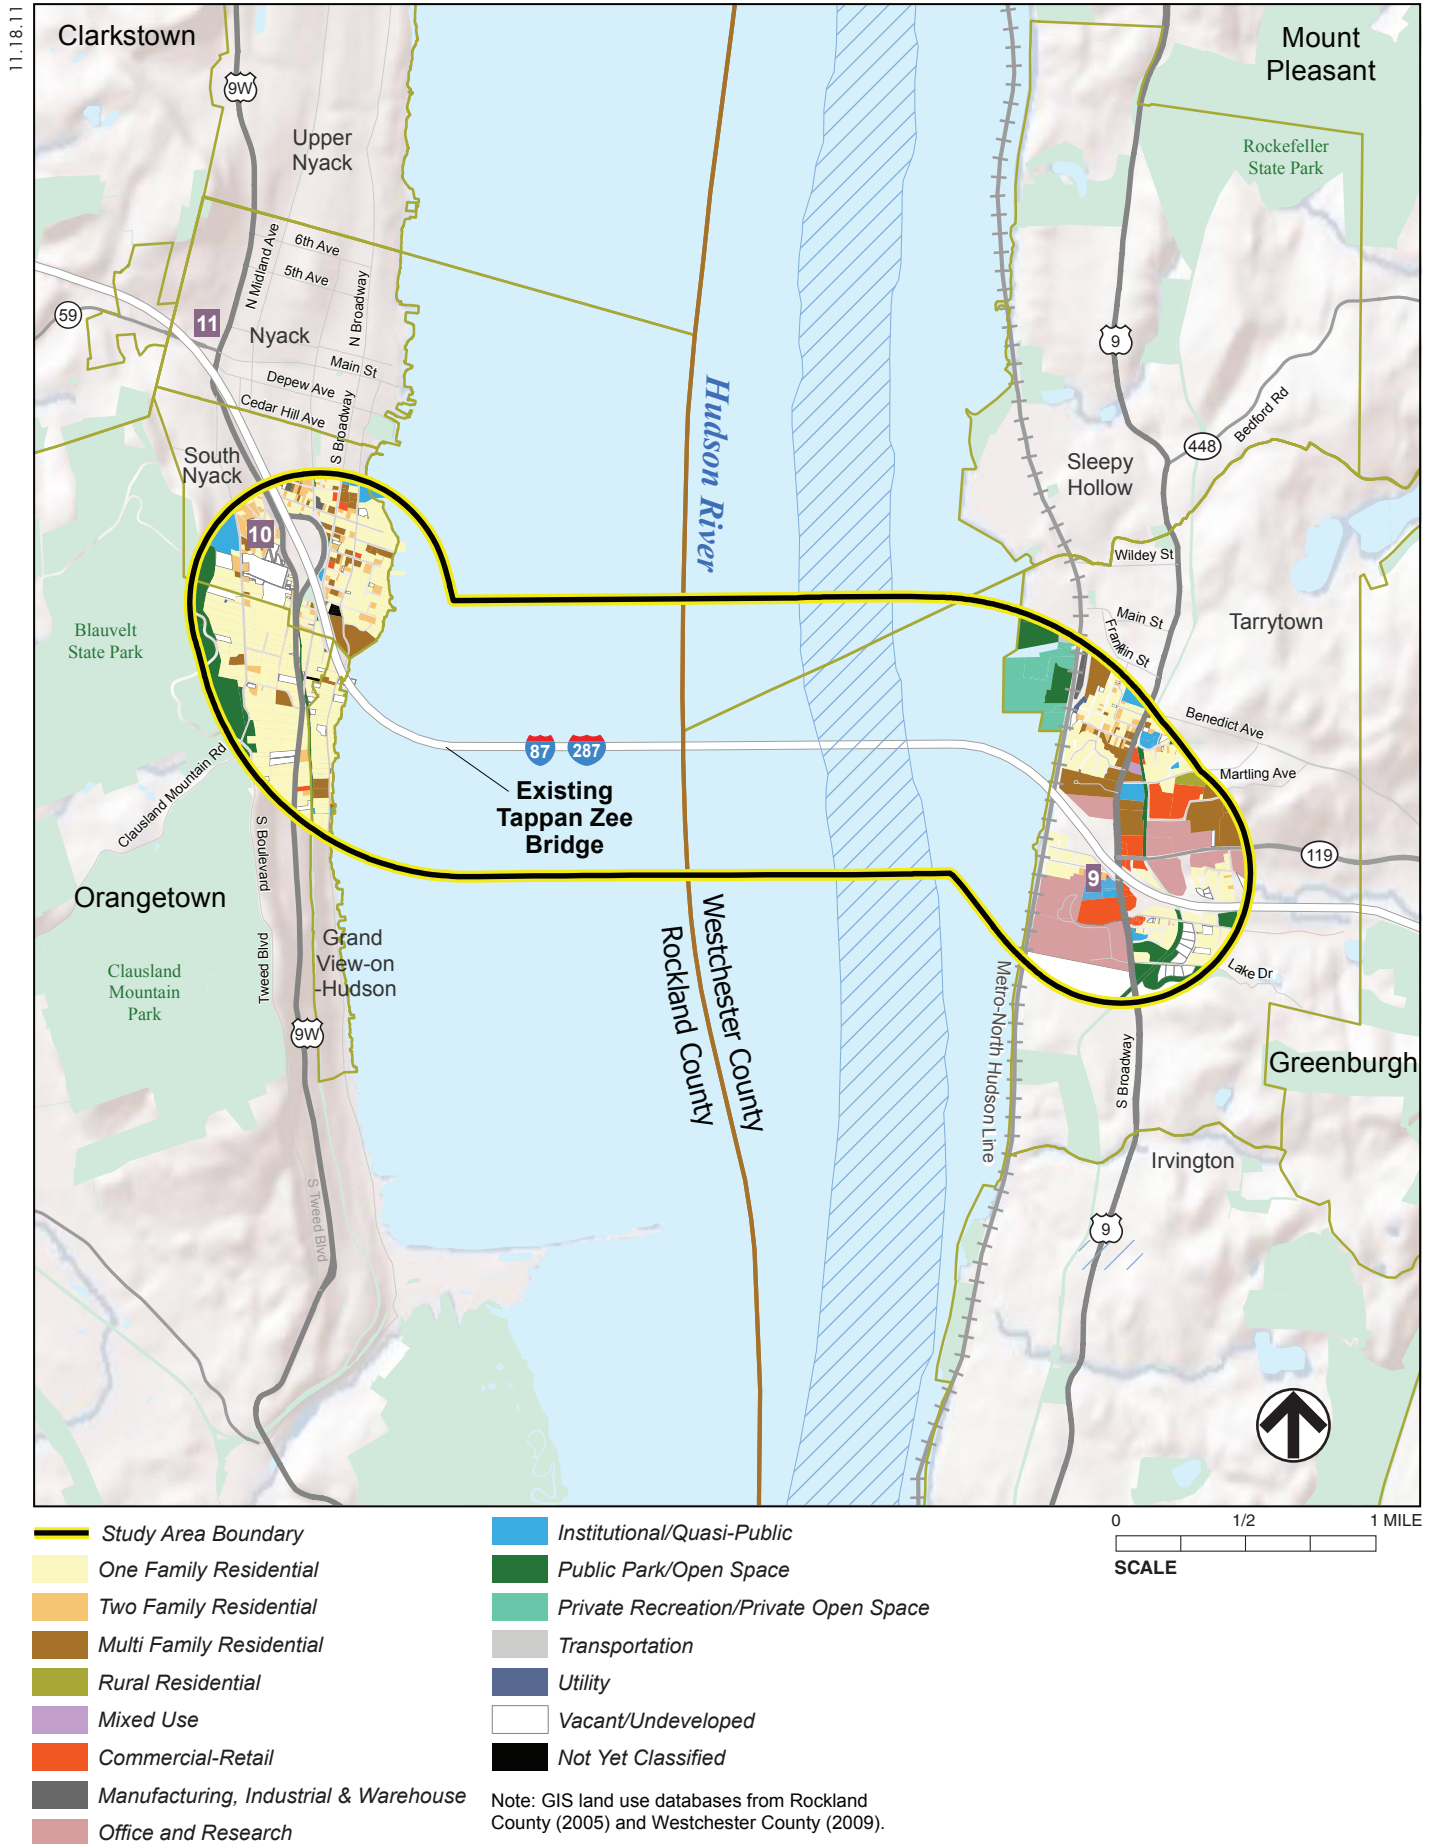 11.18.11
Clarkstown
Mount
Pleasant
9W
Upper
Nyack
Rockefeller
State Park
6th Ave
5th Ave
N Midland Ave
N Broadway
59
11
Nyack
9
Main St
Depew Ave
Cedar Hill Ave
S Broadway
Hudson River
Bedford Rd
448
South
Nyack
Sleepy
Hollow
10
Wildey St
Main St
Franklin St
Tarrytown
Blauvelt
State Park
Benedict Ave
Clausland Mountain Rd
87
287
Existing
Tappan Zee
Bridge
Martling Ave
S Boulevard
119
9
Orangetown
Westchester County
Rockland County
Grand
View-on
-Hudson
Tweed Blvd
Clausland
Mountain
Park
Lake Dr
Metro-North Hudson Line
9W
S Broadway
Greenburgh
Irvington
S Tweed Blvd
9
Study Area Boundary
One Family Residential
Two Family Residential
Multi Family Residential
Rural Residential
Mixed Use
Commercial-Retail
Manufacturing, Industrial & Warehouse
Office and Research
Institutional/Quasi-Public
Public Park/Open Space
Private Recreation/Private Open Space
Transportation
Utility
Vacant/Undeveloped
Not Yet Classified
Note: GIS land use databases from Rockland
County (2005) and Westchester County (2009).
0 1/2 1 MILE
SCALE